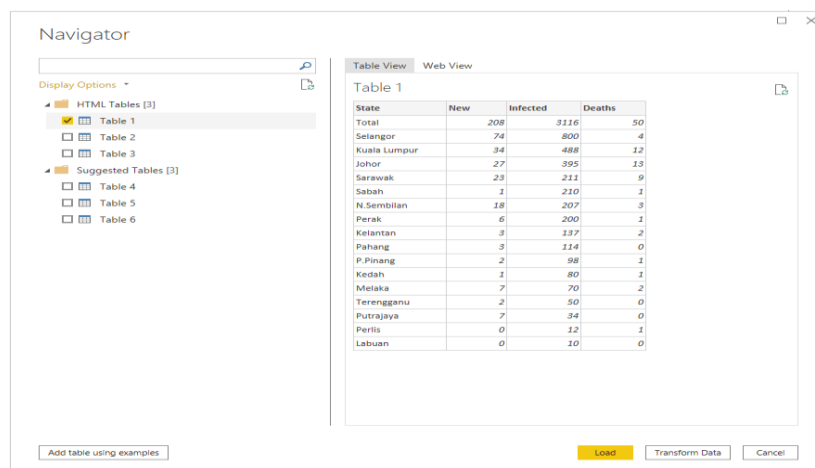 Navigator
Display Options
HTML Tables [3]
Table 1
Table 2
Table 3
Suggested Tables [3]
Table 4
Table 5
Table 6
Table View Web View
Table 1
State New Infected Deaths
Total 208 3116 50
Selangor 74 800 4
Kuala Lumpur 34 488 12
Johor 27 395 13
Sarawak 23 211 9
Sabah 1 210 1
N.Sembilan 18 207 3
Perak 6 200 1
Kelantan 3 137 2
Pahang 3 114 0
P.Pinang 2 98 1
Kedah 1 80 1
Melaka 7 70 2
Terengganu 2 50 0
Putrajaya 7 34 0
Perlis 0 12 1
Labuan 0 10 0
Add table using examples
Load Transform Data Cancel